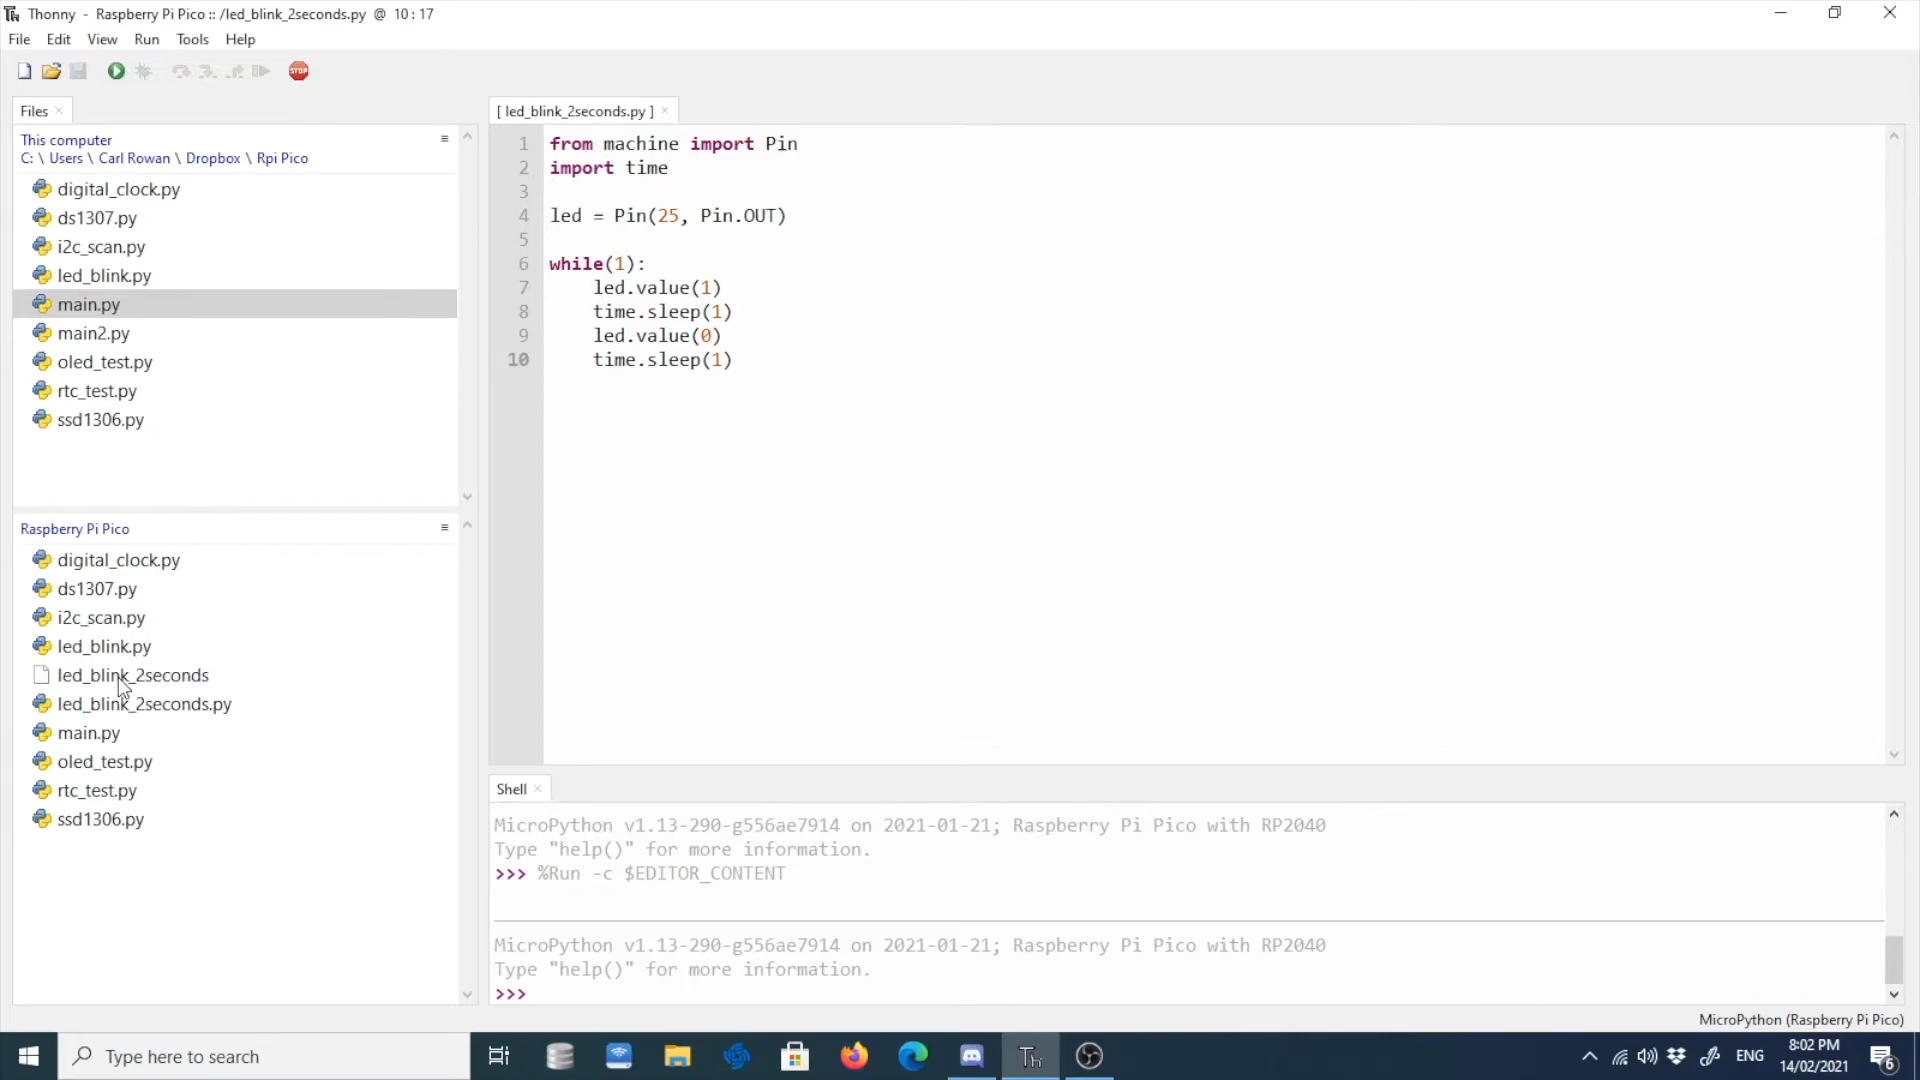 Thonny - Raspberry Pi Pico :: /led_blink_2seconds.py @ 10:17
File Edit View Run Tools Help
STOP
Files
This computer
C: \ Users \ Carl Rowan \ Dropbox \ Rpi Pico
digital_clock.py
ds1307.py
i2c_scan.py
led_blink.py
main.py
main2.py
oled_test.py
rtc_test.py
ssd1306.py
Raspberry Pi Pico
digital_clock.py
ds1307.py
i2c_scan.py
led_blink.py
led_blink_2seconds
led_blink_2seconds.py
main.py
oled_test.py
rtc_test.py
ssd1306.py
[ led_blink_2seconds.py ]
1 from machine import Pin
2 import time
3
4 led = Pin(25, Pin.OUT)
5
6 while(1):
7     led.value(1)
8     time.sleep(1)
9     led.value(0)
10     time.sleep(1)
Shell
MicroPython v1.13-290-g556ae7914 on 2021-01-21; Raspberry Pi Pico with RP2040
Type "help()" for more information.
>>> %Run -c $EDITOR_CONTENT
MicroPython v1.13-290-g556ae7914 on 2021-01-21; Raspberry Pi Pico with RP2040
Type "help()" for more information.
>>>
MicroPython (Raspberry Pi Pico)
Type here to search
Th
ENG
8:02 PM
14/02/2021
6